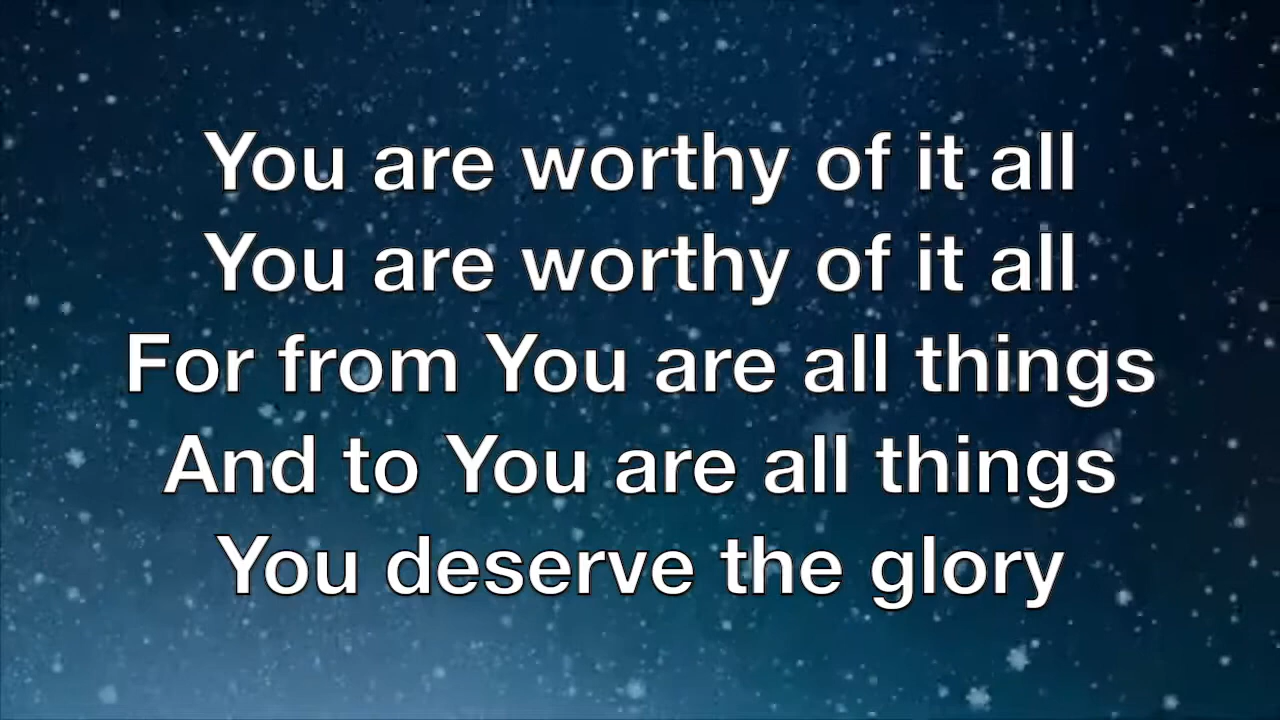 You are worthy of it all
You are worthy of it all
For from You are all things
And to You are all things
You deserve the glory